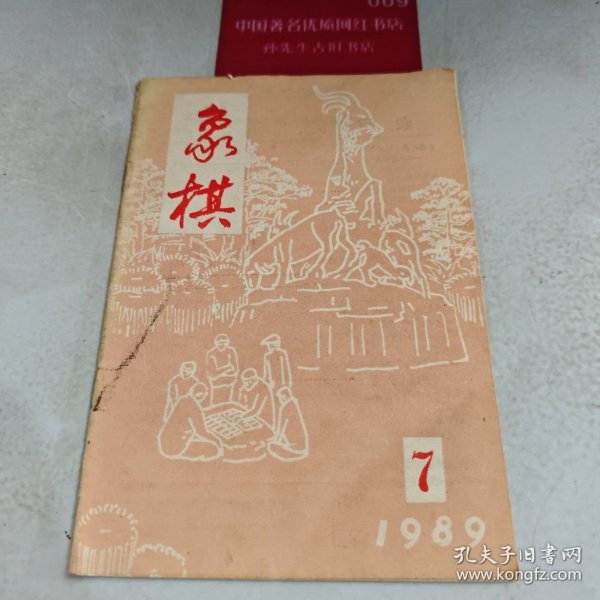 009
中国著名优质网红书店
孙先生古旧书店
象棋
7
1989
孔夫子旧书网
www.kongfz.com